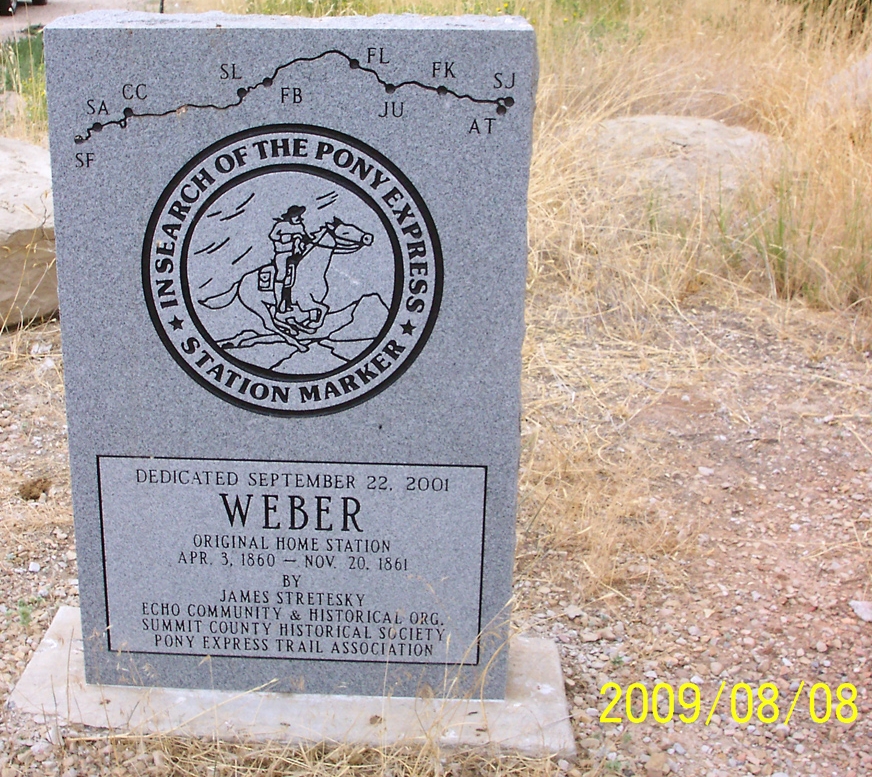 FL
SL
FK
SJ
CC
FB
SA
JU
AT
SF
IN SEARCH OF THE PONY EXPRESS
STATION MARKER
DEDICATED SEPTEMBER 22, 2001
WEBER
ORIGINAL HOME STATION
APR. 3, 1860 — NOV. 20, 1861
BY
JAMES STRETESKY
ECHO COMMUNITY & HISTORICAL ORG.
SUMMIT COUNTY HISTORICAL SOCIETY
PONY EXPRESS TRAIL ASSOCIATION
2009/08/08